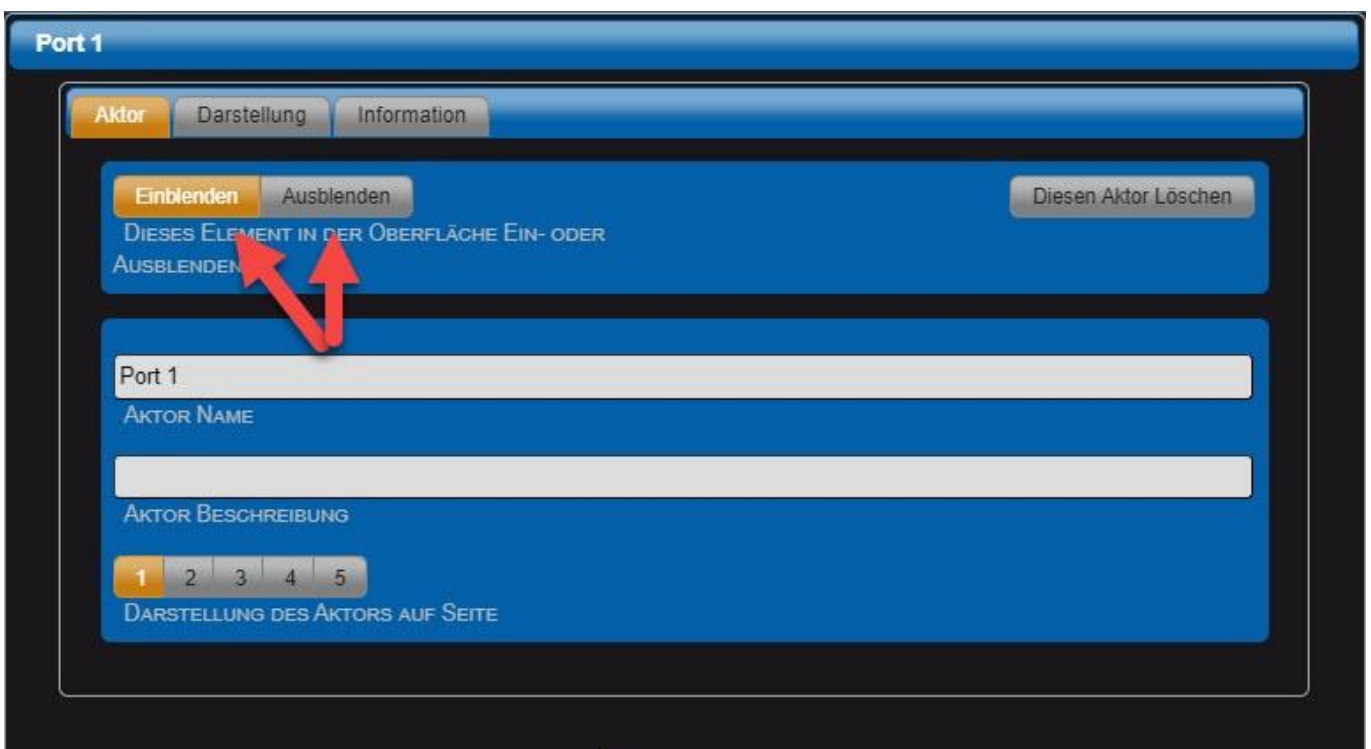 Port 1
Aktor Darstellung Information
Einblenden Ausblenden Diesen Aktor Löschen
Dieses Element in der Oberfläche Ein- oder
Ausblenden
Port 1
Aktor Name
Aktor Beschreibung
1 2 3 4 5
Darstellung des Aktors auf Seite